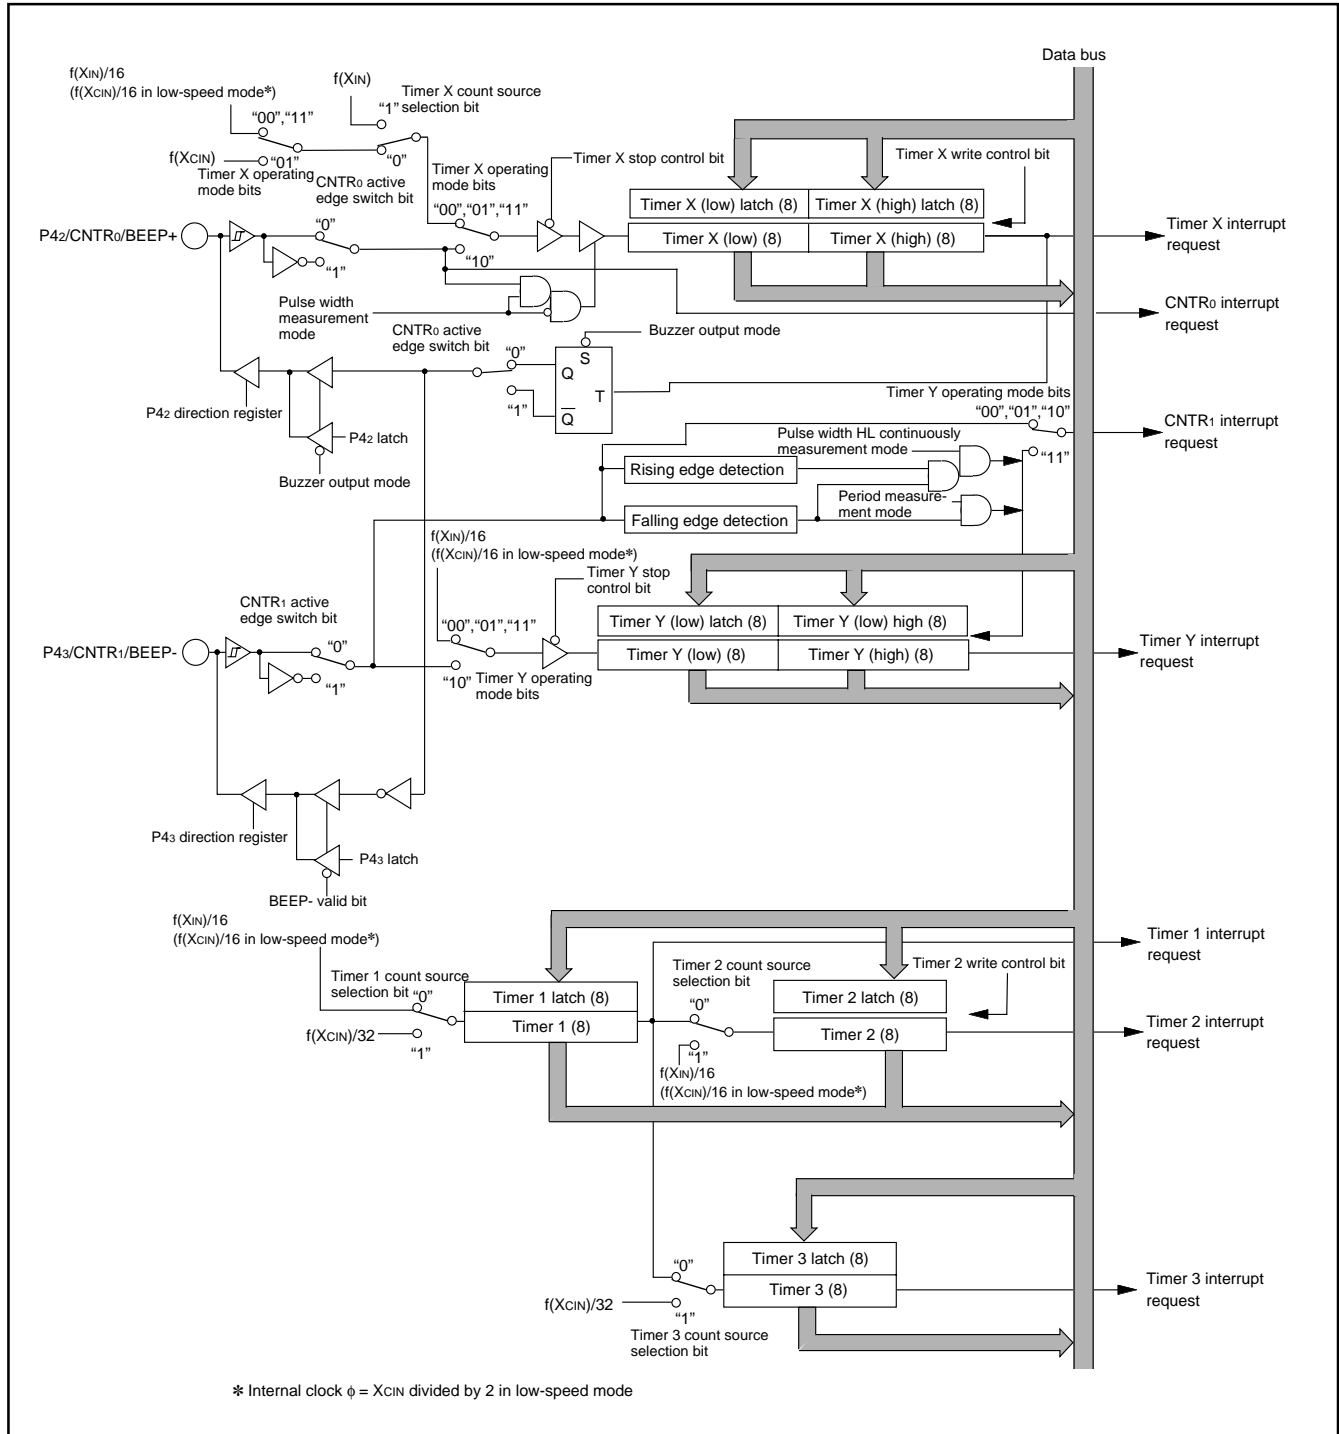 Data bus
f(XIN)/16
(f(XCIN)/16 in low-speed mode*)
f(XIN)
Timer X count source
selection bit
"1"
"00","11"
f(XCIN)
"01"
"0"
Timer X operating
mode bits
CNTR0 active
edge switch bit
Timer X operating
mode bits
"00","01","11"
Timer X stop control bit
Timer X write control bit
Timer X (low) latch (8)
Timer X (high) latch (8)
Timer X (low) (8)
Timer X (high) (8)
Timer X interrupt
request
P42/CNTR0/BEEP+
"0"
"1"
"10"
Pulse width
measurement
mode
CNTR0 interrupt
request
CNTR0 active
edge switch bit
Buzzer output mode
"0"
S
Q
T
Q
"1"
P42 direction register
P42 latch
Buzzer output mode
Timer Y operating mode bits
"00","01","10"
CNTR1 interrupt
request
Pulse width HL continuously
measurement mode
"11"
Rising edge detection
Period measure-
ment mode
Falling edge detection
f(XIN)/16
(f(XCIN)/16 in low-speed mode*)
Timer Y stop
control bit
CNTR1 active
edge switch bit
"00","01","11"
Timer Y (low) latch (8)
Timer Y (low) high (8)
Timer Y (low) (8)
Timer Y (high) (8)
Timer Y interrupt
request
P43/CNTR1/BEEP-
"0"
"1"
"10"
Timer Y operating
mode bits
P43 direction register
P43 latch
BEEP- valid bit
f(XIN)/16
(f(XCIN)/16 in low-speed mode*)
Timer 1 interrupt
request
Timer 1 count source
selection bit
"0"
Timer 2 count source
selection bit
"0"
Timer 2 write control bit
Timer 1 latch (8)
Timer 1 (8)
Timer 2 latch (8)
Timer 2 (8)
Timer 2 interrupt
request
f(XCIN)/32
"1"
"1"
f(XIN)/16
(f(XCIN)/16 in low-speed mode*)
"0"
Timer 3 latch (8)
Timer 3 (8)
Timer 3 interrupt
request
f(XCIN)/32
"1"
Timer 3 count source
selection bit
* Internal clock φ = XCIN divided by 2 in low-speed mode